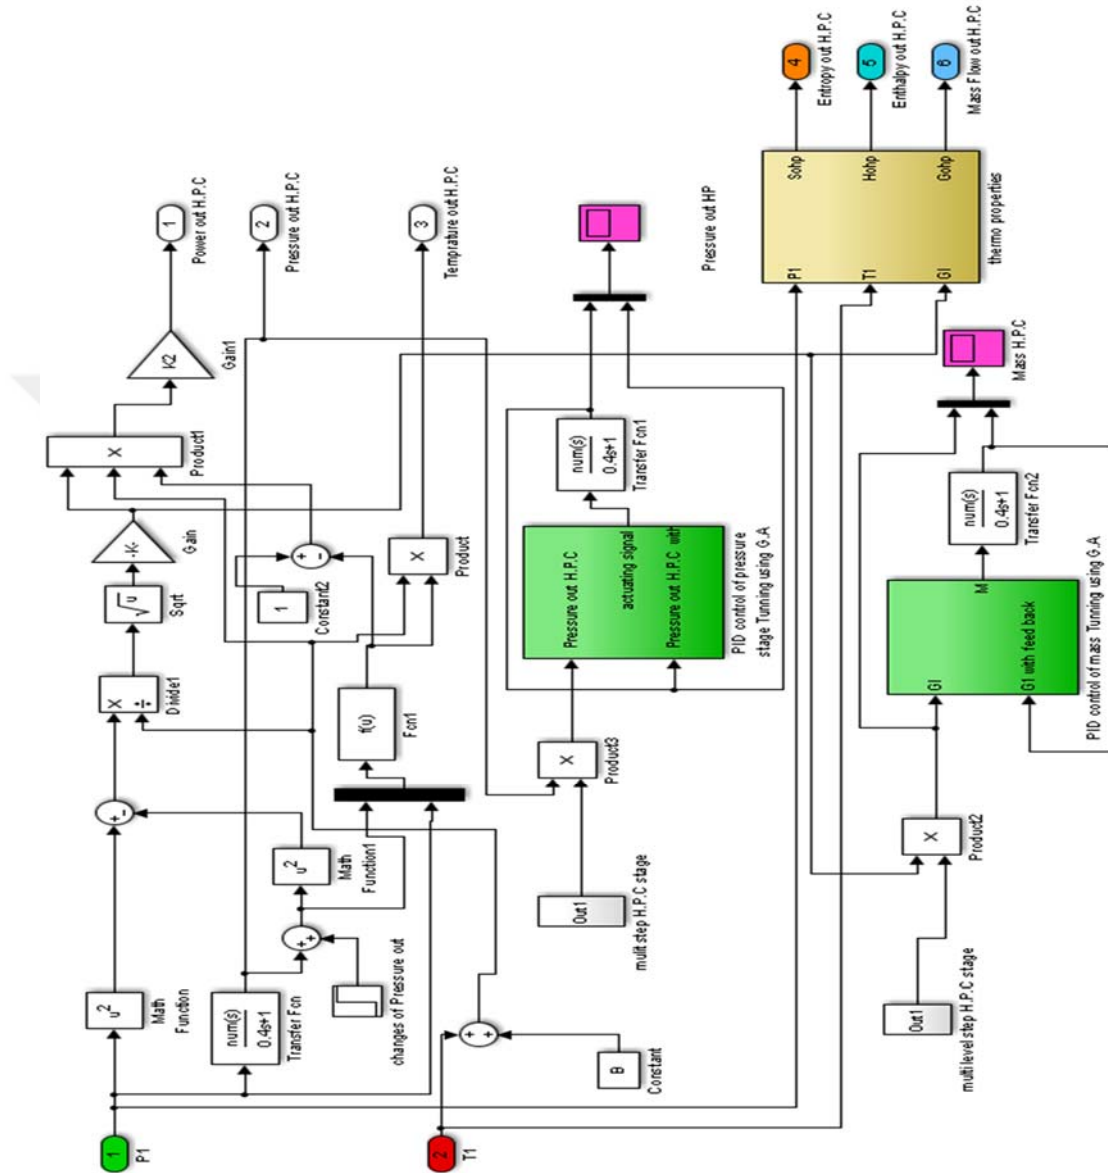 1
P1
u²
Math
Function
num(s)
0.4s+1
Transfer Fcn
changes of Pressure out
u²
Math
Function1
Divide1
√u
Sqrt
-K-
Gain
X
Product1
K2
Gain1
1
Power out H.P.C
2
Pressure out H.P.C
3
Temprature out H.P.C
1
Constant2
f(u)
Fcn1
X
Product
2
T1
B
Constant
Out1
mulit step H.P.C stage
X
Product3
Pressure out H.P.C
actuating signal
Pressure out H.P.C with
PID control of pressure
stage Tunning using G.A
num(s)
0.4s+1
Transfer Fcn1
Pressure out HP
Out1
multilevel step H.P.C stage
X
Product2
GI
M
G1 with feed back
PID control of mass Tunning using G.A
num(s)
0.4s+1
Transfer Fcn2
Mass H.P.C
P1
T1
GI
Sohp
Hohp
Gohp
thermo properties
4
Entropy out H.P.C
5
Enthalpy out H.P.C
6
Mass Flow out H.P.C